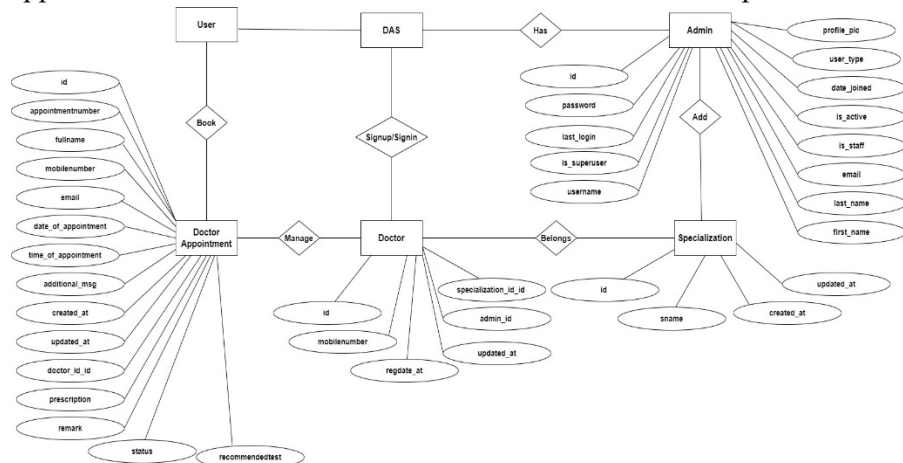 User
DAS
Has
Admin
profile_pic
user_type
date_joined
is_active
is_staff
email
last_name
first_name
id
password
last_login
is_superuser
username
Add
id
appointmentnumber
fullname
mobilenumber
email
date_of_appointment
time_of_appointment
additional_msg
created_at
updated_at
doctor_id_id
prescription
remark
status
recommendedtest
Book
Signup/Signin
Doctor
Appointment
Manage
Doctor
Belongs
Specialization
id
mobilenumber
regdate_at
specialization_id_id
admin_id
updated_at
id
sname
created_at
updated_at